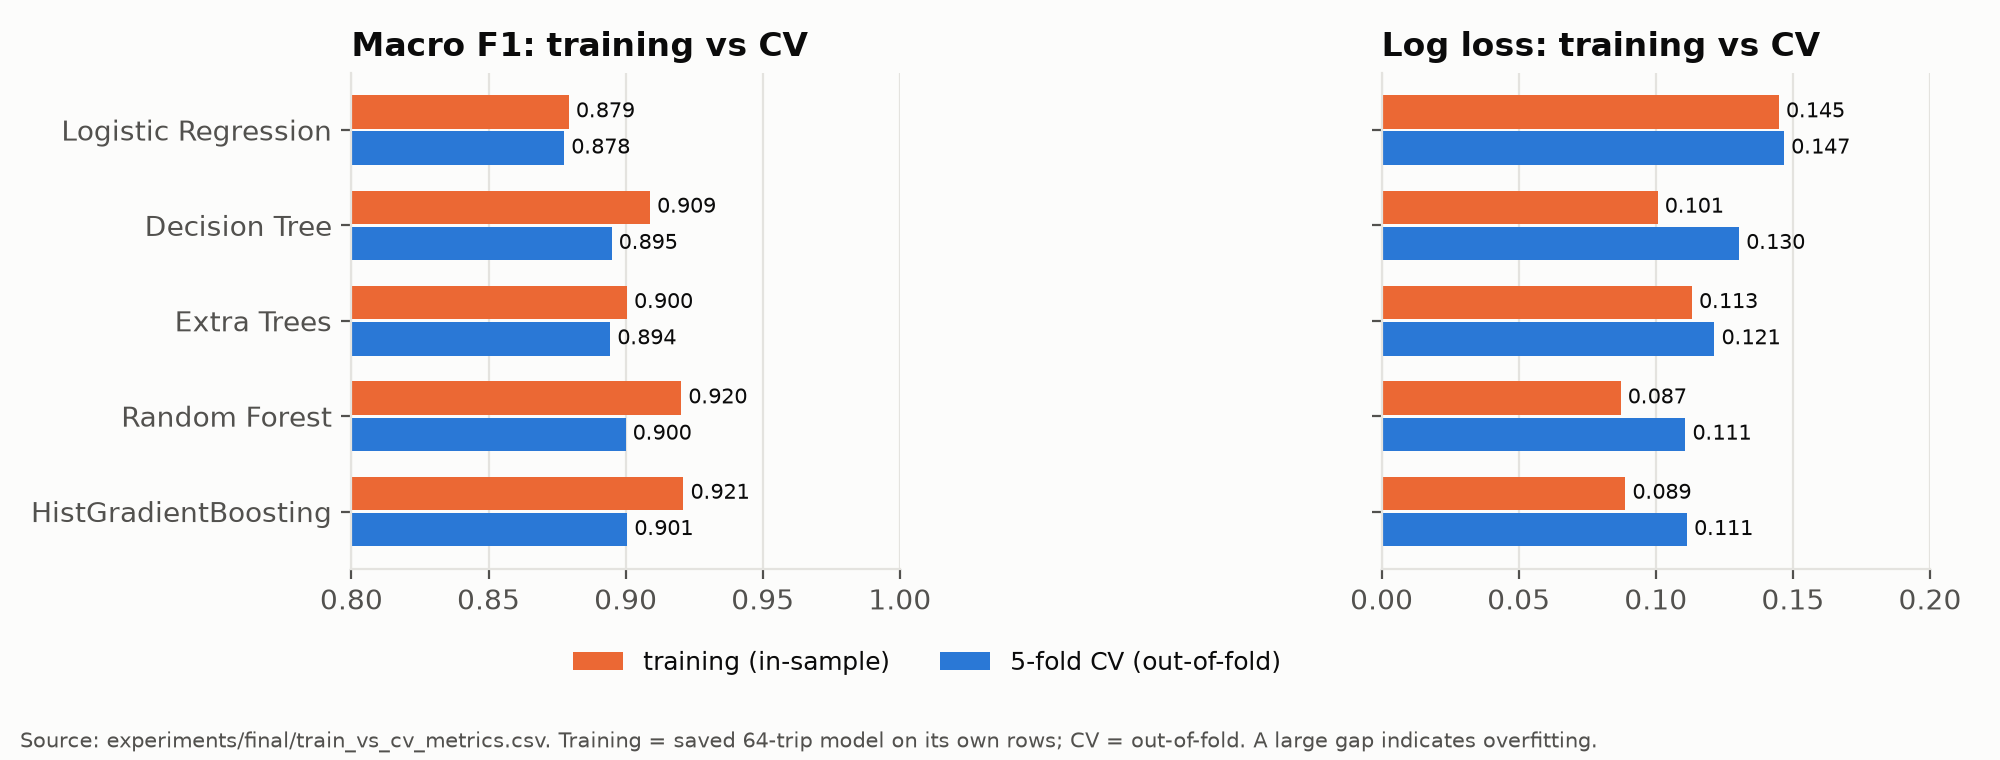 Macro F1: training vs CV
Logistic Regression
0.879
0.878
Decision Tree
0.909
0.895
Extra Trees
0.900
0.894
Random Forest
0.920
0.900
HistGradientBoosting
0.921
0.901
0.80 0.85 0.90 0.95 1.00
Log loss: training vs CV
0.145
0.147
0.101
0.130
0.113
0.121
0.087
0.111
0.089
0.111
0.00 0.05 0.10 0.15 0.20
training (in-sample) 5-fold CV (out-of-fold)
Source: experiments/final/train_vs_cv_metrics.csv. Training = saved 64-trip model on its own rows; CV = out-of-fold. A large gap indicates overfitting.